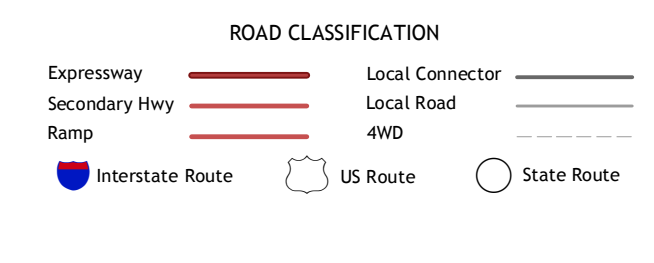 ROAD CLASSIFICATION
Expressway
Secondary Hwy
Ramp
Local Connector
Local Road
4WD
Interstate Route
US Route
State Route